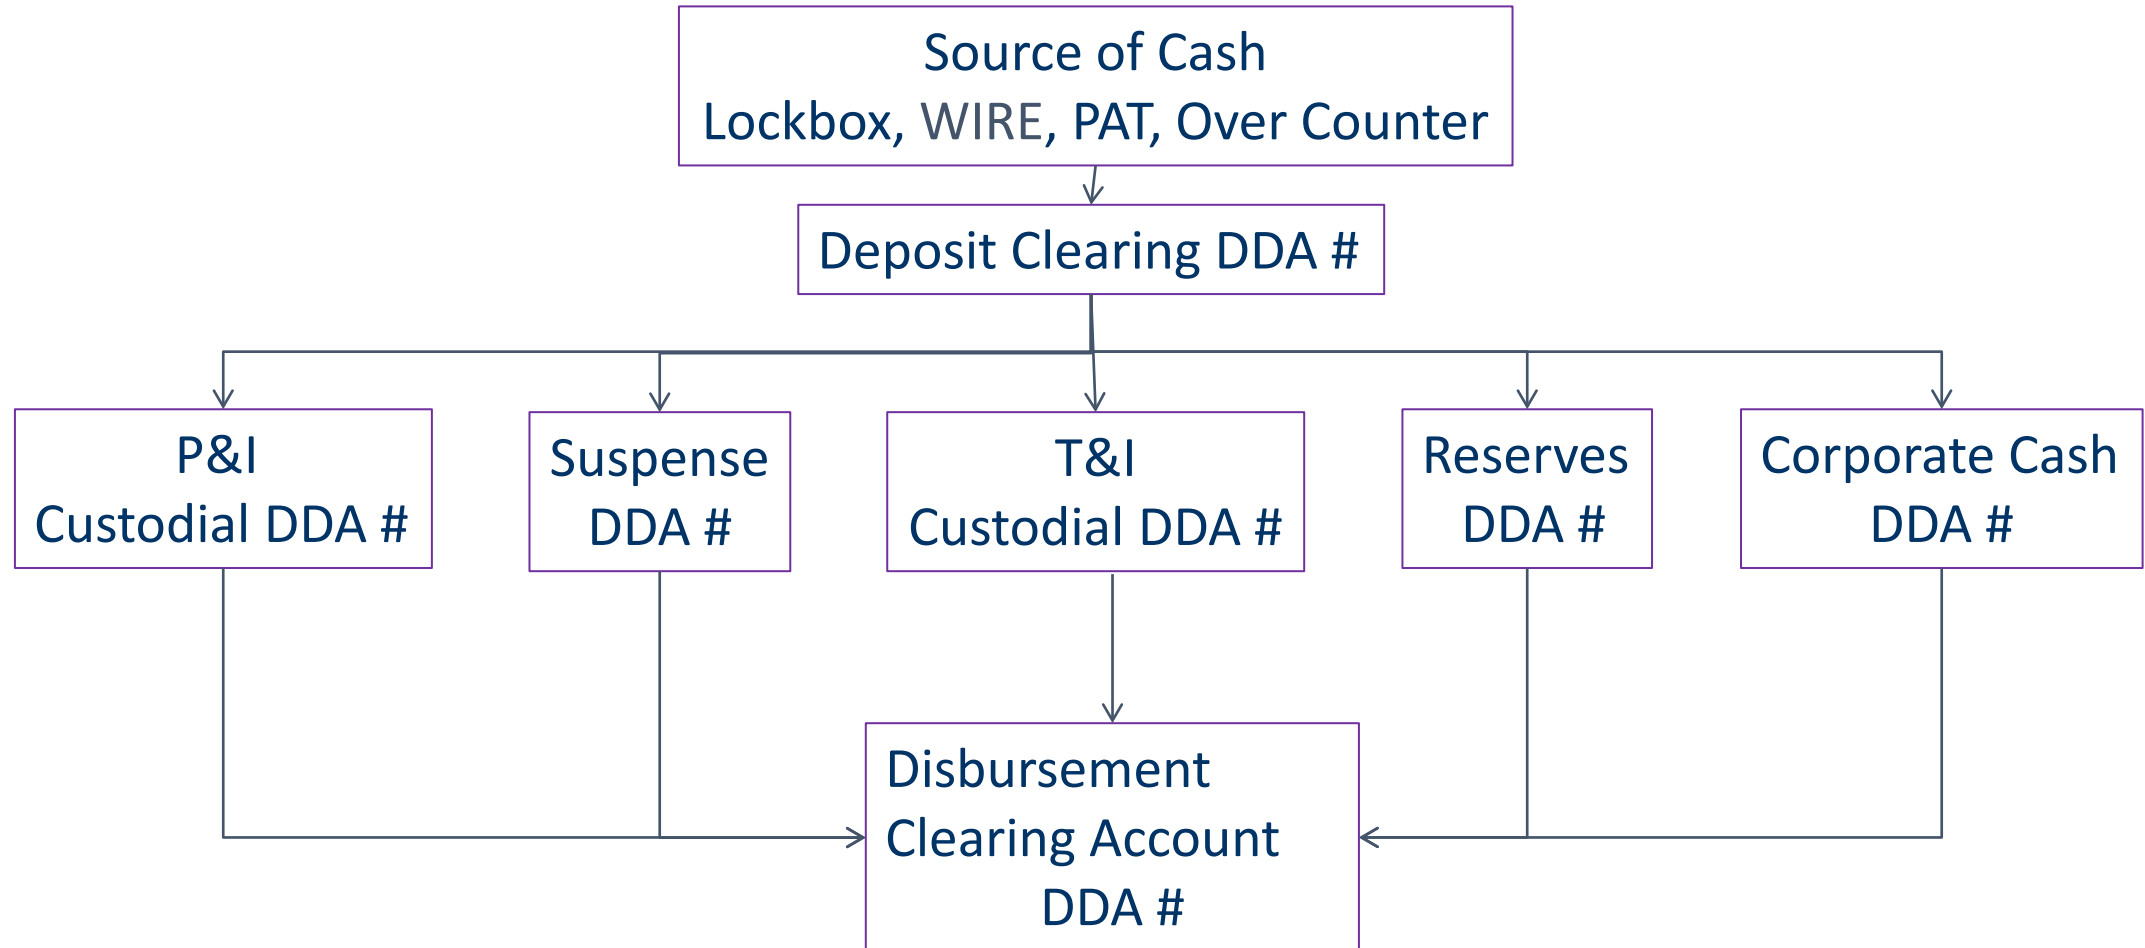 Source of Cash
Lockbox, WIRE, PAT, Over Counter
Deposit Clearing DDA #
P&I
Custodial DDA #
Suspense
DDA #
T&I
Custodial DDA #
Reserves
DDA #
Corporate Cash
DDA #
Disbursement
Clearing Account
DDA #